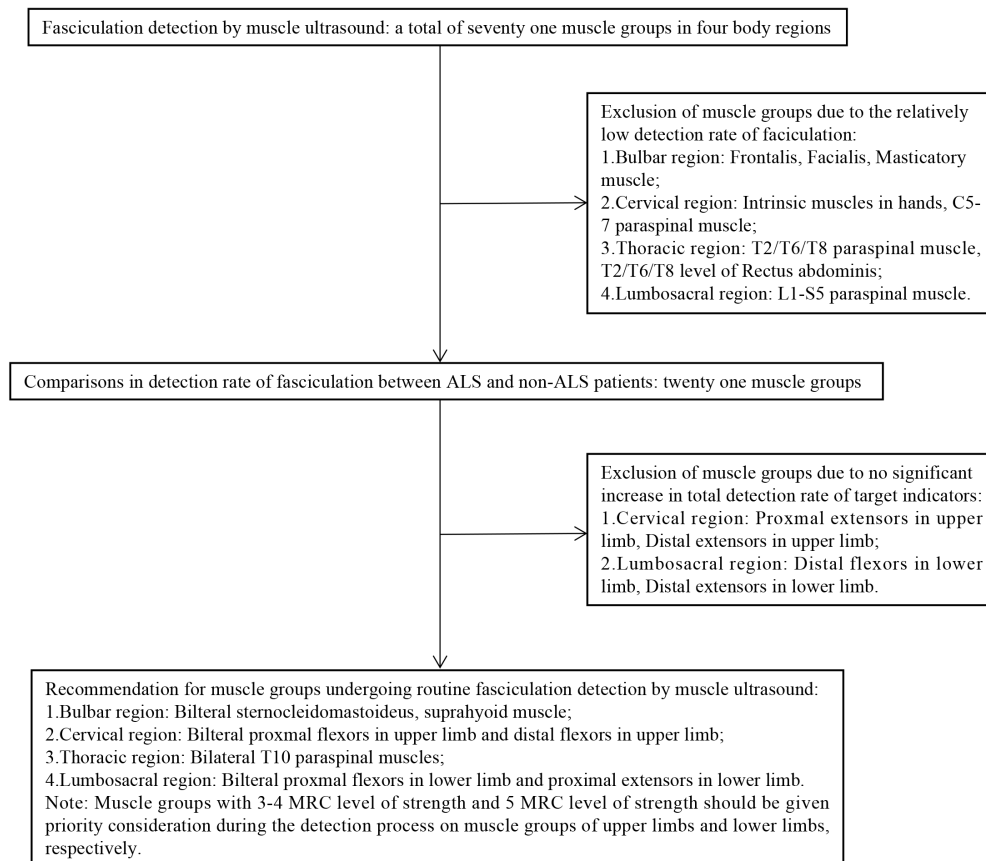 Fasciculation detection by muscle ultrasound: a total of seventy one muscle groups in four body regions
Exclusion of muscle groups due to the relatively
low detection rate of faciculation:
1.Bulbar region: Frontalis, Facialis, Masticatory
muscle;
2.Cervical region: Intrinsic muscles in hands, C5-
7 paraspinal muscle;
3.Thoracic region: T2/T6/T8 paraspinal muscle,
T2/T6/T8 level of Rectus abdominis;
4.Lumbosacral region: L1-S5 paraspinal muscle.
Comparisons in detection rate of fasciculation between ALS and non-ALS patients: twenty one muscle groups
Exclusion of muscle groups due to no significant
increase in total detection rate of target indicators:
1.Cervical region: Proxmal extensors in upper
limb, Distal extensors in upper limb;
2.Lumbosacral region: Distal flexors in lower
limb, Distal extensors in lower limb.
Recommendation for muscle groups undergoing routine fasciculation detection by muscle ultrasound:
1.Bulbar region: Bilteral sternocleidomastoideus, suprahyoid muscle;
2.Cervical region: Bilteral proxmal flexors in upper limb and distal flexors in upper limb;
3.Thoracic region: Bilateral T10 paraspinal muscles;
4.Lumbosacral region: Bilteral proxmal flexors in lower limb and proximal extensors in lower limb.
Note: Muscle groups with 3-4 MRC level of strength and 5 MRC level of strength should be given
priority consideration during the detection process on muscle groups of upper limbs and lower limbs,
respectively.